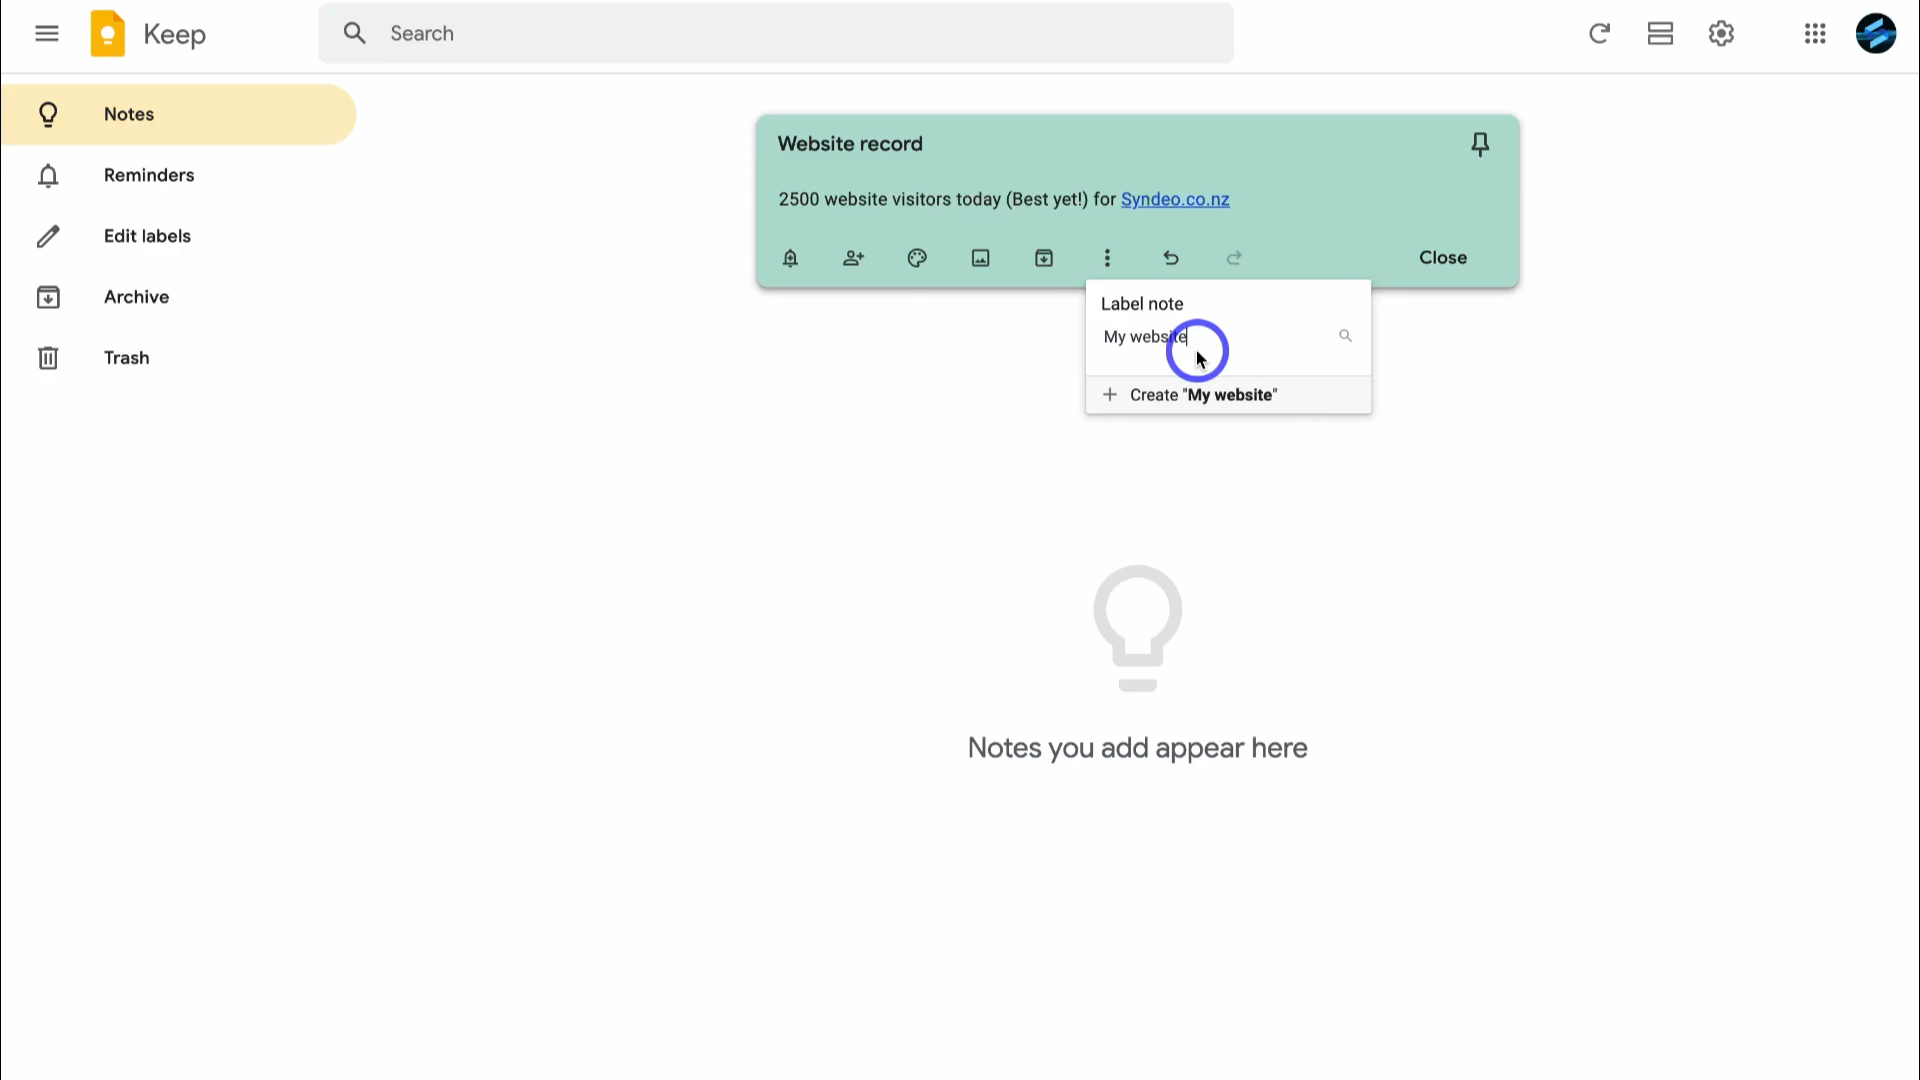 Keep
Search
Notes
Reminders
Edit labels
Archive
Trash
Website record
2500 website visitors today (Best yet!) for Syndeo.co.nz
Close
Label note
My website
Create "My website"
Notes you add appear here